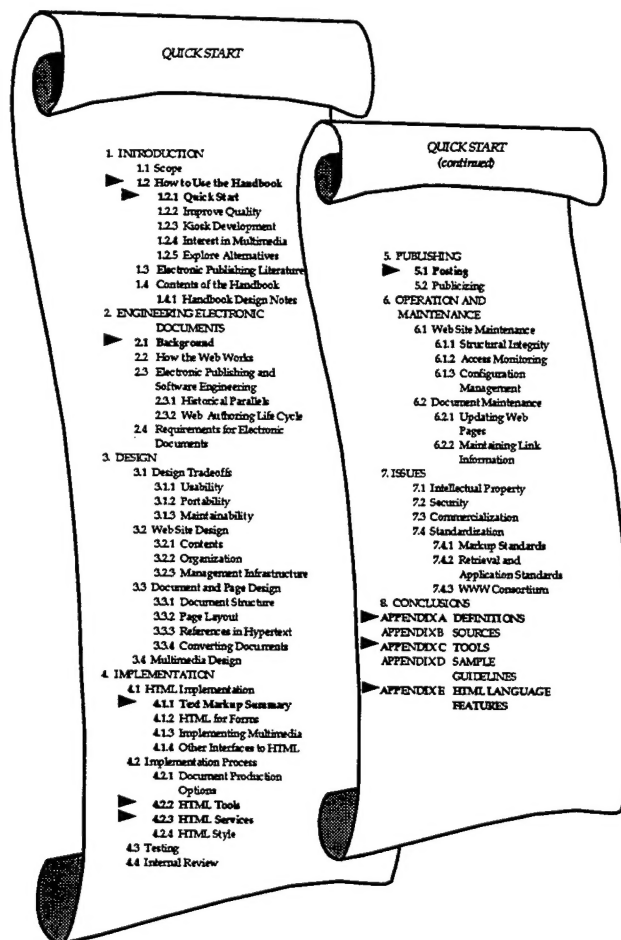 QUICK START
1. INTRODUCTION
1.1 Scope
1.2 How to Use the Handbook
1.2.1 Quick Start
1.2.2 Improve Quality
1.2.3 Kiosk Development
1.2.4 Interest in Multimedia
1.2.5 Explore Alternatives
1.3 Electronic Publishing Literature
1.4 Contents of the Handbook
1.4.1 Handbook Design Notes
2. ENGINEERING ELECTRONIC
DOCUMENTS
2.1 Background
2.2 How the Web Works
2.3 Electronic Publishing and
Software Engineering
2.3.1 Historical Parallels
2.3.2 Web Authoring Life Cycle
2.4 Requirements for Electronic
Documents
3. DESIGN
3.1 Design Tradeoffs
3.1.1 Usability
3.1.2 Portability
3.1.3 Maintainability
3.2 Web Site Design
3.2.1 Contents
3.2.2 Organization
3.2.3 Management Infrastructure
3.3 Document and Page Design
3.3.1 Document Structure
3.3.2 Page Layout
3.3.3 References in Hypertext
3.3.4 Converting Documents
3.4 Multimedia Design
4. IMPLEMENTATION
4.1 HTML Implementation
4.1.1 Text Markup Summary
4.1.2 HTML for Forms
4.1.3 Implementing Multimedia
4.1.4 Other Interfaces to HTML
4.2 Implementation Process
4.2.1 Document Production
Options
4.2.2 HTML Tools
4.2.3 HTML Services
4.2.4 HTML Style
4.3 Testing
4.4 Internal Review
QUICK START
(continued)
5. PUBLISHING
5.1 Posting
5.2 Publicizing
6. OPERATION AND
MAINTENANCE
6.1 Web Site Maintenance
6.1.1 Structural Integrity
6.1.2 Access Monitoring
6.1.3 Configuration
Management
6.2 Document Maintenance
6.2.1 Updating Web
Pages
6.2.2 Maintaining Link
Information
7. ISSUES
7.1 Intellectual Property
7.2 Security
7.3 Commercialization
7.4 Standardization
7.4.1 Markup Standards
7.4.2 Retrieval and
Application Standards
7.4.3 WWW Consortium
8. CONCLUSIONS
APPENDIX A DEFINITIONS
APPENDIX B SOURCES
APPENDIX C TOOLS
APPENDIX D SAMPLE
GUIDELINES
APPENDIX E HTML LANGUAGE
FEATURES